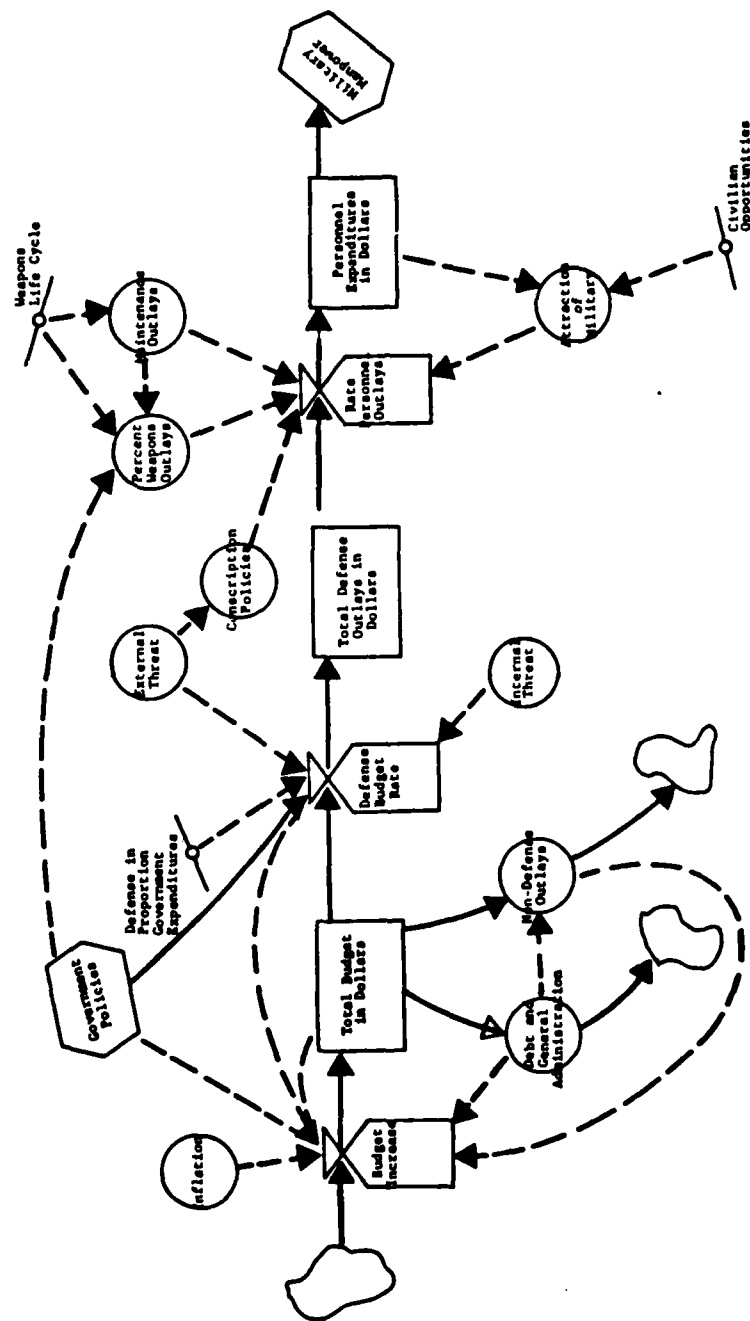 Government
Policies
Inflation
Defense in
Proportion
Government
Expenditures
External
Threat
Conscription
Policies
Percent
Weapons
Outlays
Maintenance
Outlays
Weapons
Life Cycle
Budget
Increase
Total Budget
in Dollars
Defense
Budget
Rate
Total Defense
Outlays in
Dollars
Rate
Personnel
Outlays
Personnel
Expenditures
in Dollars
Military
Manpower
Debt and
General
Administration
Non-Defense
Outlays
Internal
Threat
Attraction
of
Military
Civilian
Opportunities